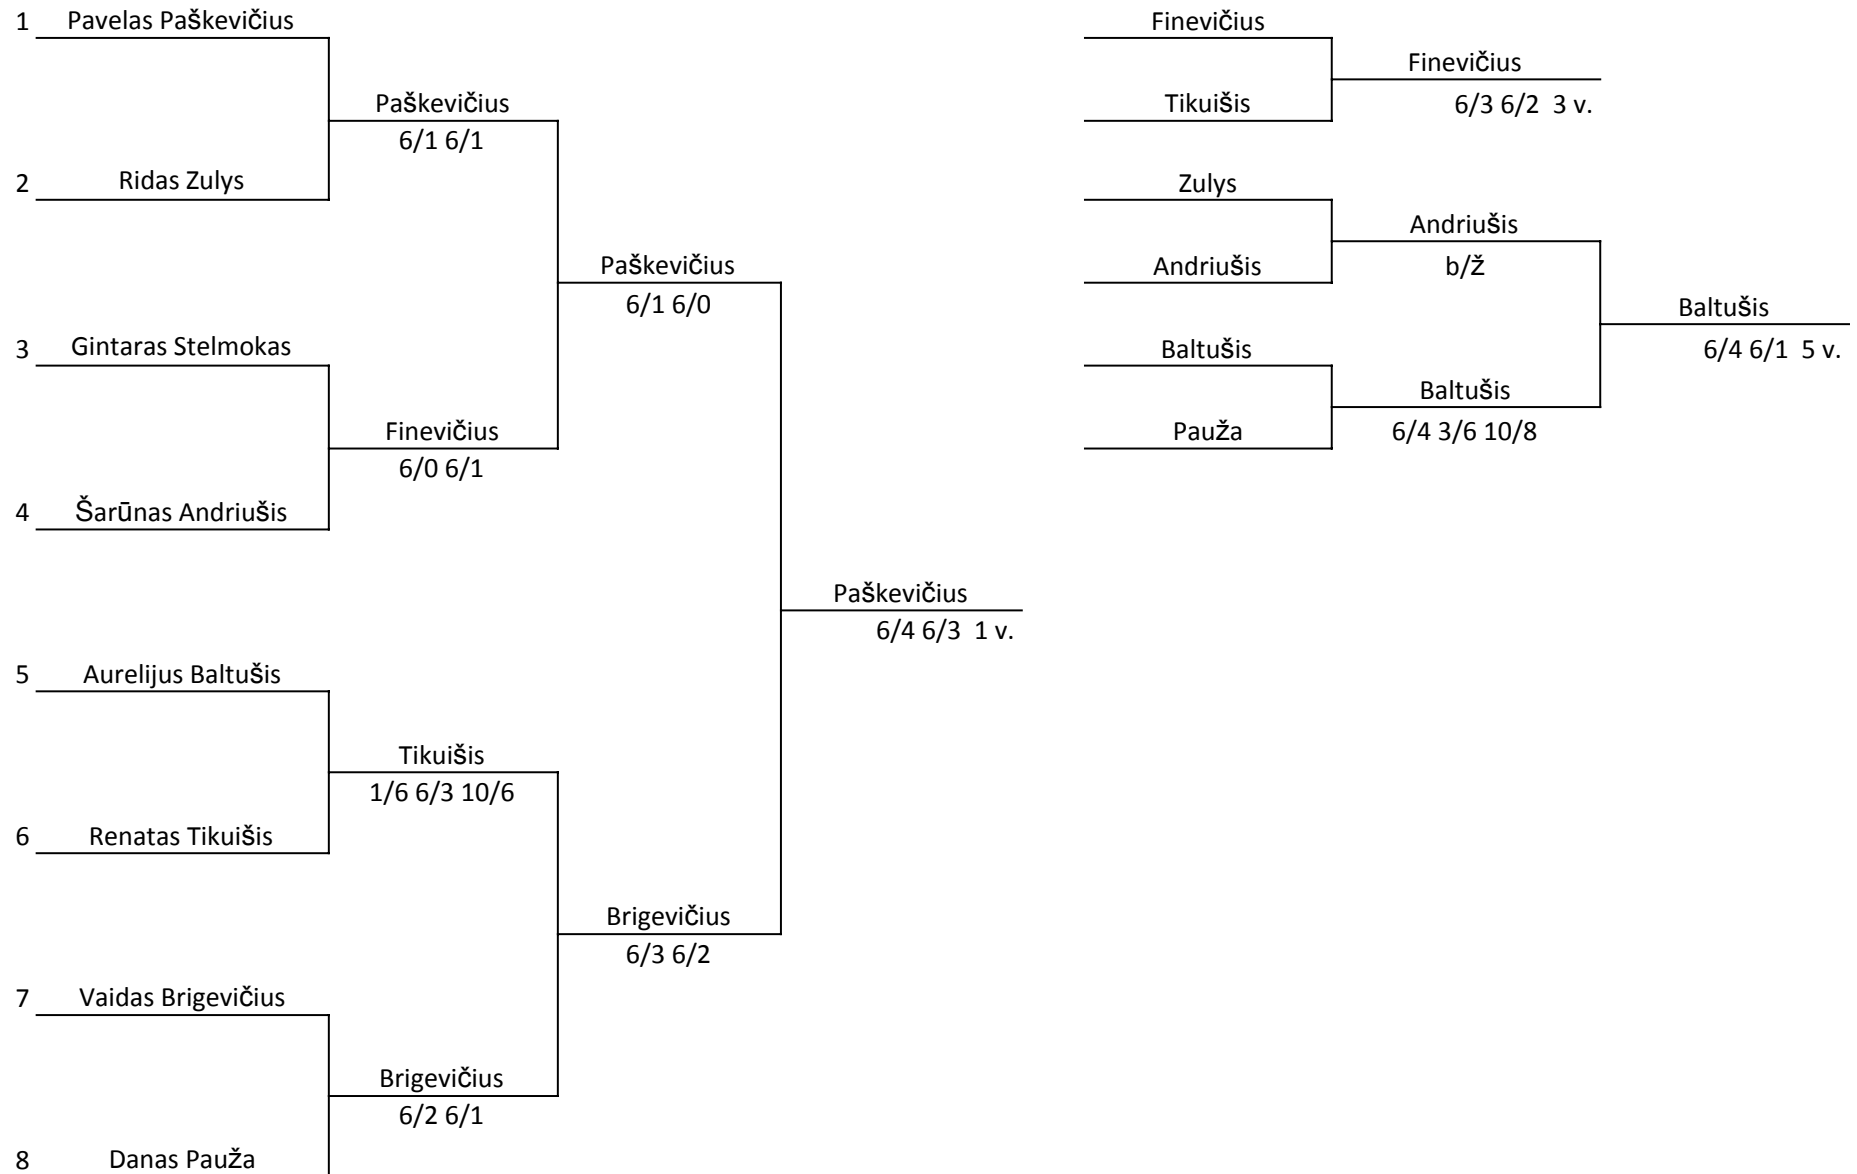 1 Pavelas Paškevičius
Paškevičius
6/1 6/1
2 Ridas Zulys
Paškevičius
6/1 6/0
3 Gintaras Stelmokas
Finevičius
6/0 6/1
4 Šarūnas Andriušis
Paškevičius
6/4 6/3 1 v.
5 Aurelijus Baltušis
Tikuišis
1/6 6/3 10/6
6 Renatas Tikuišis
Brigevičius
6/3 6/2
7 Vaidas Brigevičius
Brigevičius
6/2 6/1
8 Danas Pauža
Finevičius
Finevičius
6/3 6/2 3 v.
Tikuišis
Zulys
Andriušis
b/ž
Andriušis
Baltušis
6/4 6/1 5 v.
Baltušis
Baltušis
6/4 3/6 10/8
Pauža